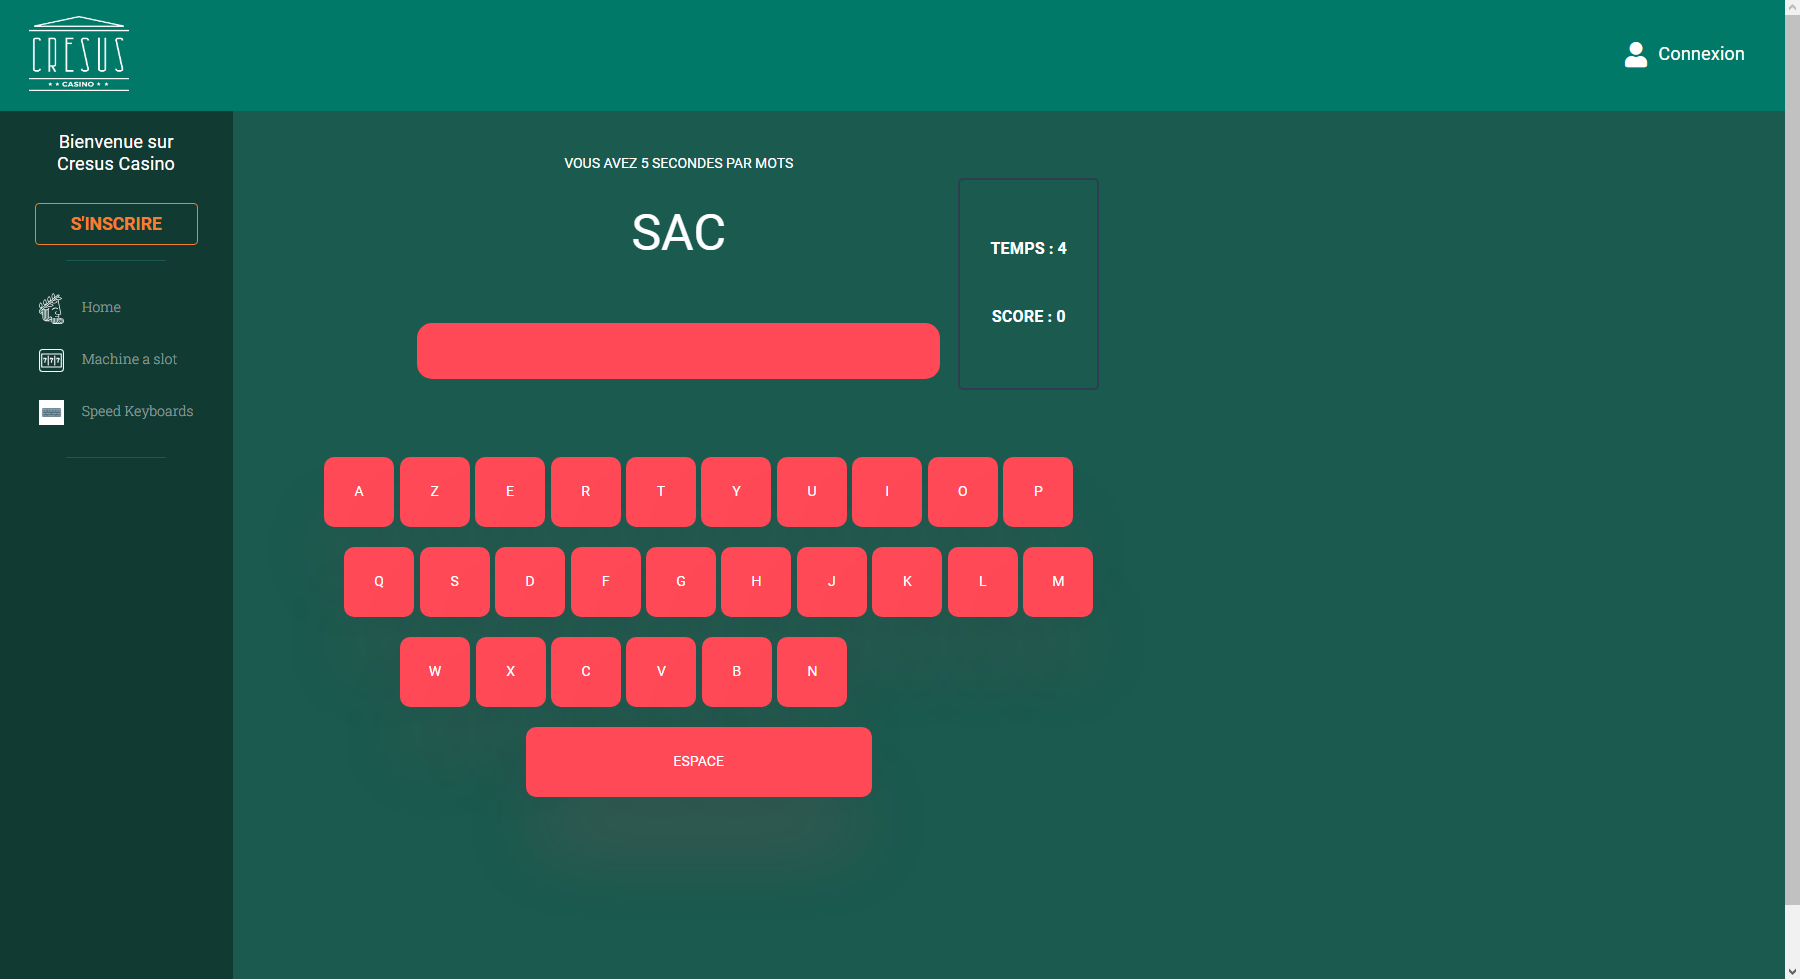 CRESUS
CASINO
Connexion
Bienvenue sur
Cresus Casino
S'INSCRIRE
Home
Machine a slot
Speed Keyboards
VOUS AVEZ 5 SECONDES PAR MOTS
SAC
TEMPS : 4
SCORE : 0
A Z E R T Y U I O P
Q S D F G H J K L M
W X C V B N
ESPACE